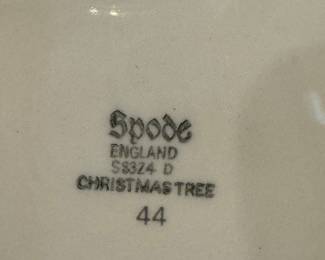 Spode
ENGLAND
S3324 D
CHRISTMAS TREE
44